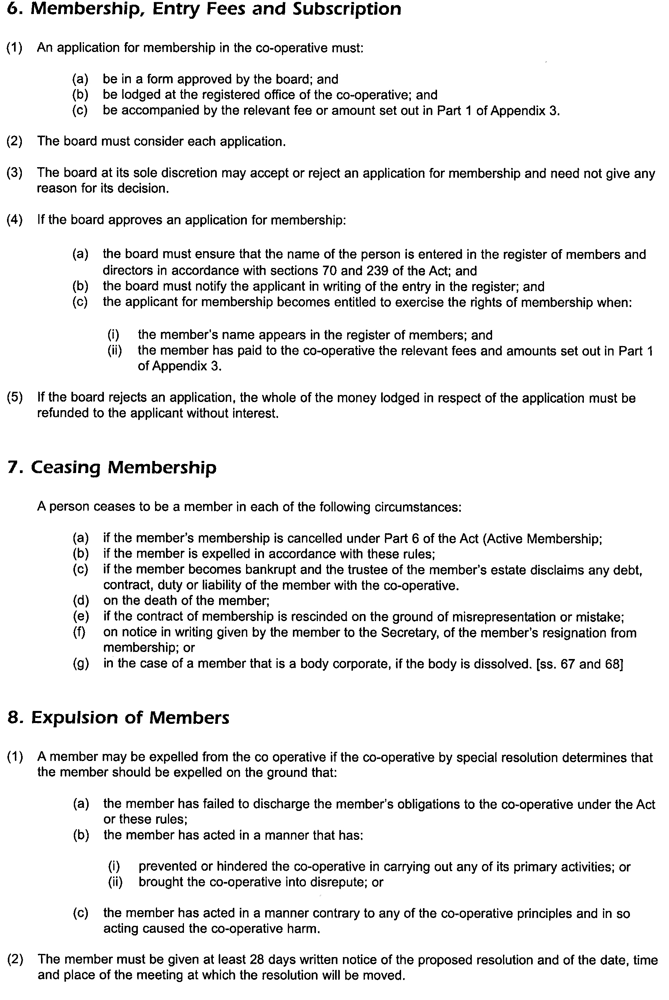 6. Membership, Entry Fees and Subscription
(1) An application for membership in the co-operative must:
(a) be in a form approved by the board; and
(b) be lodged at the registered office of the co-operative; and
(c) be accompanied by the relevant fee or amount set out in Part 1 of Appendix 3.
(2) The board must consider each application.
(3) The board at its sole discretion may accept or reject an application for membership and need not give any
reason for its decision.
(4) If the board approves an application for membership:
(a) the board must ensure that the name of the person is entered in the register of members and
directors in accordance with sections 70 and 239 of the Act; and
(b) the board must notify the applicant in writing of the entry in the register; and
(c) the applicant for membership becomes entitled to exercise the rights of membership when:
(i) the member's name appears in the register of members; and
(ii) the member has paid to the co-operative the relevant fees and amounts set out in Part 1
of Appendix 3.
(5) If the board rejects an application, the whole of the money lodged in respect of the application must be
refunded to the applicant without interest.
7. Ceasing Membership
A person ceases to be a member in each of the following circumstances:
(a) if the member's membership is cancelled under Part 6 of the Act (Active Membership;
(b) if the member is expelled in accordance with these rules;
(c) if the member becomes bankrupt and the trustee of the member's estate disclaims any debt,
contract, duty or liability of the member with the co-operative.
(d) on the death of the member;
(e) if the contract of membership is rescinded on the ground of misrepresentation or mistake;
(f) on notice in writing given by the member to the Secretary, of the member's resignation from
membership; or
(g) in the case of a member that is a body corporate, if the body is dissolved. [ss. 67 and 68]
8. Expulsion of Members
(1) A member may be expelled from the co operative if the co-operative by special resolution determines that
the member should be expelled on the ground that:
(a) the member has failed to discharge the member's obligations to the co-operative under the Act
or these rules;
(b) the member has acted in a manner that has:
(i) prevented or hindered the co-operative in carrying out any of its primary activities; or
(ii) brought the co-operative into disrepute; or
(c) the member has acted in a manner contrary to any of the co-operative principles and in so
acting caused the co-operative harm.
(2) The member must be given at least 28 days written notice of the proposed resolution and of the date, time
and place of the meeting at which the resolution will be moved.